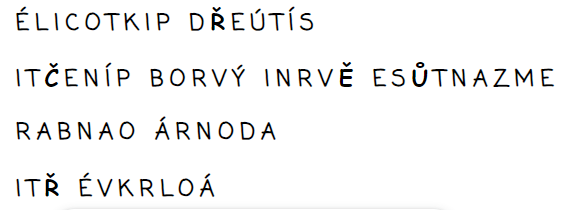 ÉLICOTKIP DŘEÚTÍS
ITČENÍP BORVÝ INRVĚ ESŮTNAZME
RABNAO ÁRNODA
ITŘ ÉVKRLOÁ